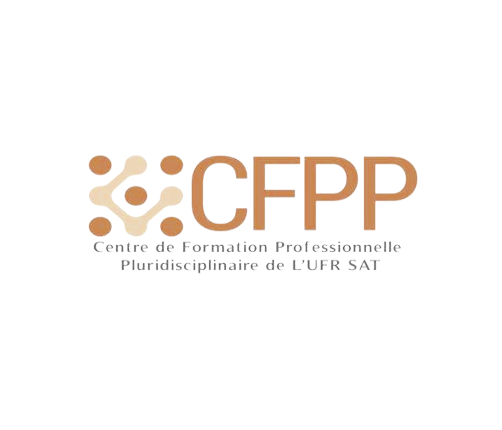 CFPP
Centre de Formation Professionnelle
Pluridisciplinaire de L'UFR SAT